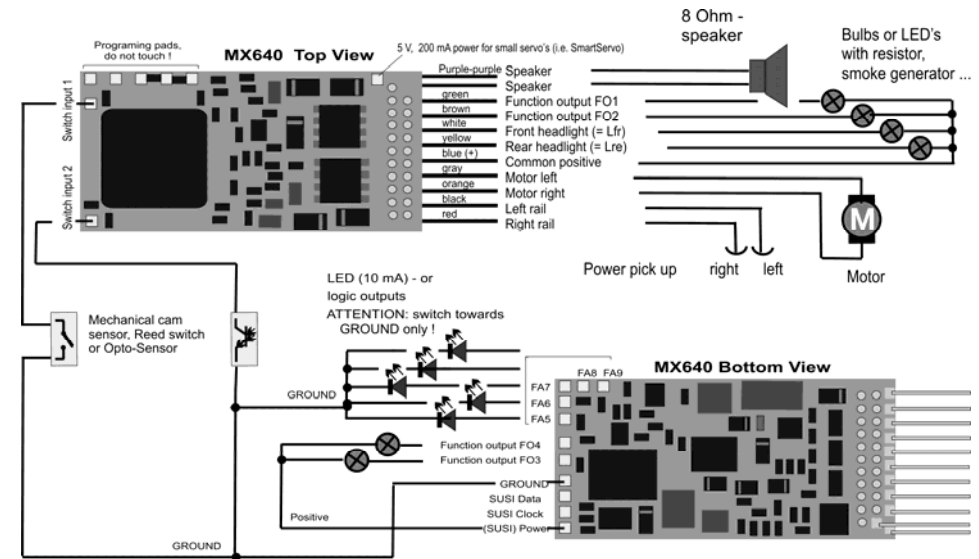 8 Ohm -
speaker
Bulbs or LED's
with resistor,
smoke generator ...
Programing pads,
do not touch !
MX640 Top View
5 V, 200 mA power for small servo's (i.e. SmartServo)
Switch input 1
Switch input 2
Purple-purple Speaker
Speaker
green Function output FO1
brown Function output FO2
white Front headlight (= Lfr)
yellow Rear headlight (= Lre)
blue (+) Common positive
gray Motor left
orange Motor right
black Left rail
red Right rail
M
Power pick up right left
Motor
LED (10 mA) - or
logic outputs
ATTENTION: switch towards
GROUND only !
Mechanical cam
sensor, Reed switch
or Opto-Sensor
MX640 Bottom View
FA8 FA9
FA7
FA6
FA5
GROUND
Function output FO4
Function output FO3
GROUND
SUSI Data
SUSI Clock
Positive
(SUSI) Power
GROUND